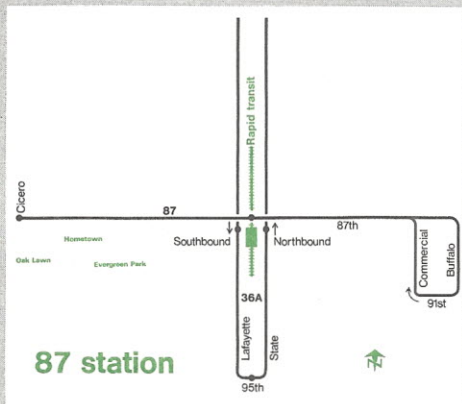 Rapid transit
Cicero
87
87th
Southbound
Northbound
Hometown
Oak Lawn
Evergreen Park
Commercial
Buffalo
91st
36A
Lafayette
State
95th
87 station
N